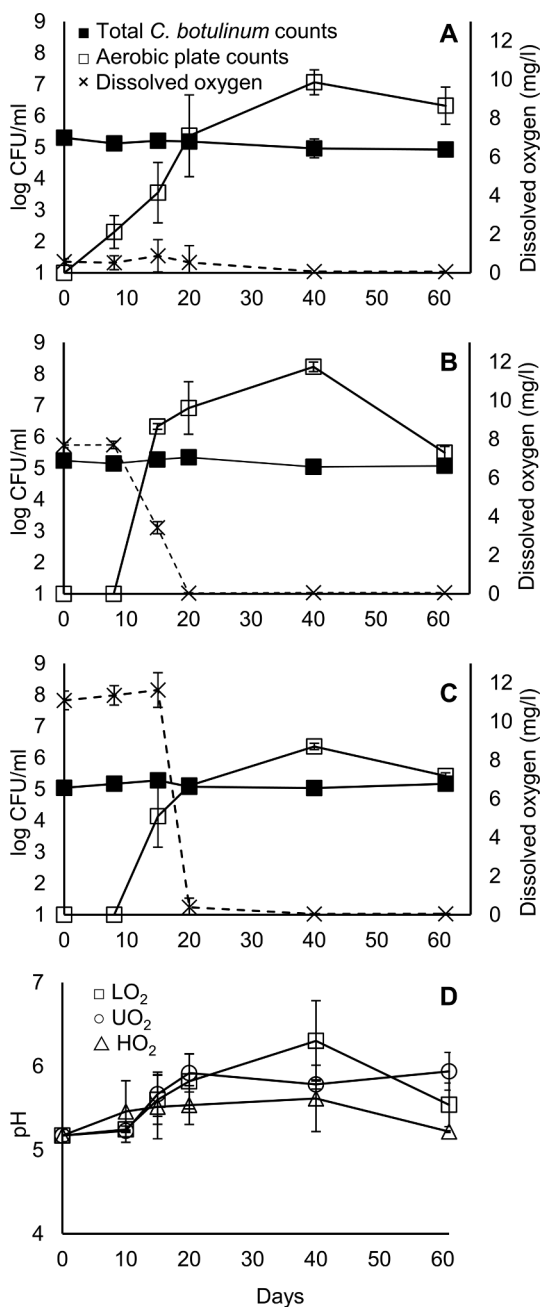 9
8
7
6
5
4
3
2
1
log CFU/ml
■ Total C. botulinum counts
□ Aerobic plate counts
× Dissolved oxygen
A
12
10
8
6
4
2
0
Dissolved oxygen (mg/l)
0 10 20 30 40 50 60
9
8
7
6
5
4
3
2
1
log CFU/ml
B
12
10
8
6
4
2
0
Dissolved oxygen (mg/l)
0 10 20 30 40 50 60
9
8
7
6
5
4
3
2
1
log CFU/ml
C
12
10
8
6
4
2
0
Dissolved oxygen (mg/l)
0 10 20 30 40 50 60
7
6
5
4
pH
□ LO₂
○ UO₂
△ HO₂
D
0 10 20 30 40 50 60
Days